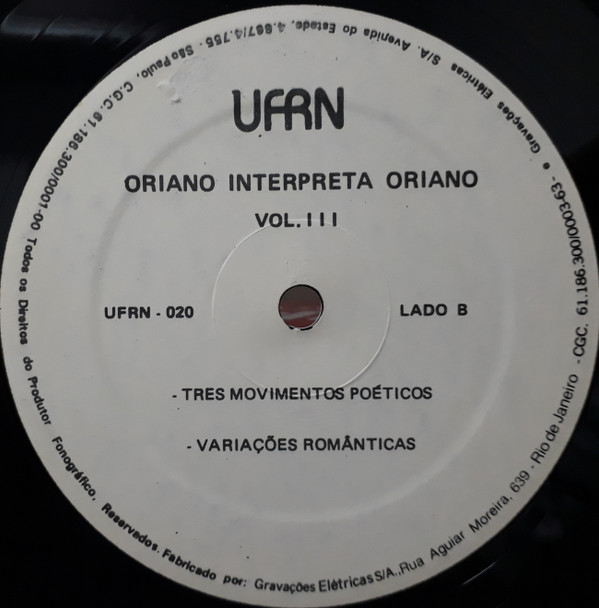 UFRN
ORIANO INTERPRETA ORIANO
VOL. III
UFRN - 020
LADO B
- TRES MOVIMENTOS POÉTICOS
- VARIAÇÕES ROMÂNTICAS
Todos os Direitos do Produtor Fonográfico, Reservados. Fabricado por: Gravações Elétricas S/A., Rua Aguiar Moreira, 639 - Rio de Janeiro - CGC. 61.186.300/0003-63 - e Gravações Elétricas S/A. Avenida do Estado, 4.667/4.755 - São Paulo, C.G.C. 61.186.300/0001-00